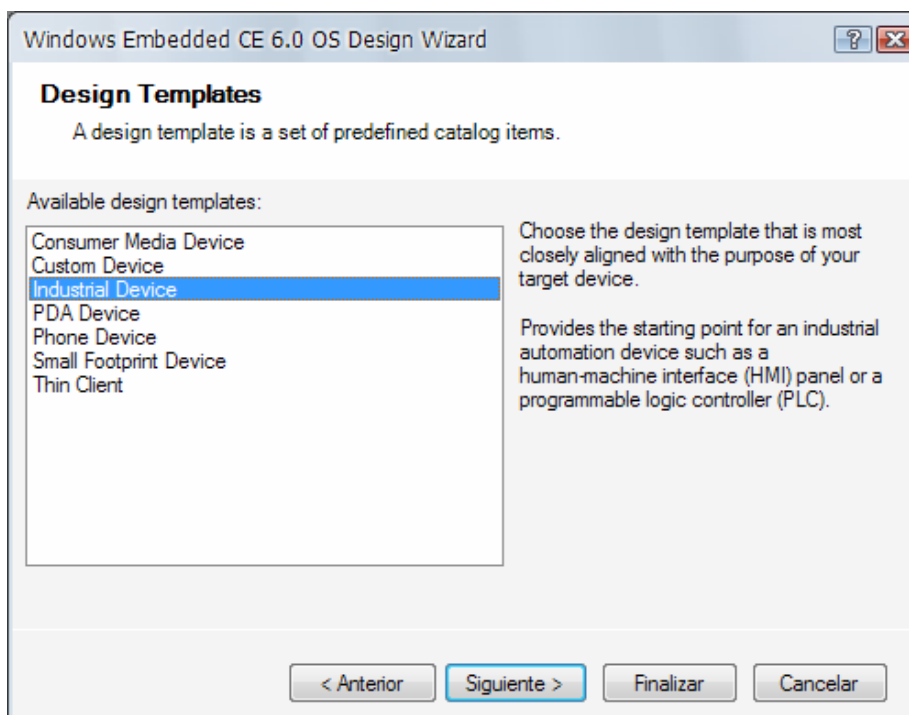 Windows Embedded CE 6.0 OS Design Wizard
?
Design Templates
A design template is a set of predefined catalog items.
Available design templates:
Consumer Media Device
Custom Device
Industrial Device
PDA Device
Phone Device
Small Footprint Device
Thin Client
Choose the design template that is most
closely aligned with the purpose of your
target device.
Provides the starting point for an industrial
automation device such as a
human-machine interface (HMI) panel or a
programmable logic controller (PLC).
< Anterior
Siguiente >
Finalizar
Cancelar